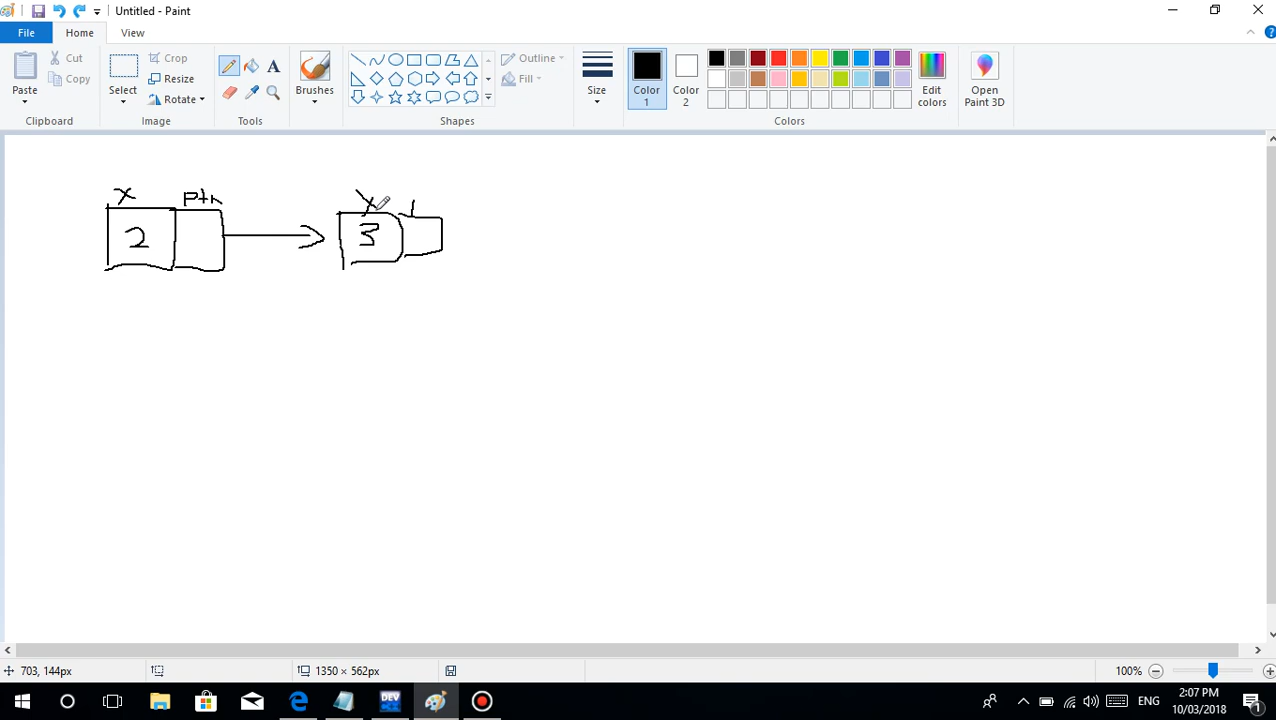 Untitled - Paint
File Home View
Paste
Cut
Copy
Clipboard
Select
Crop
Resize
Rotate
Image
Tools
Brushes
Shapes
Outline
Fill
Size
Color 1
Color 2
Edit colors
Colors
Open Paint 3D
x ptr
2 3
703, 144px 1350 × 562px 100%
DEV
ENG
2:07 PM
10/03/2018
1